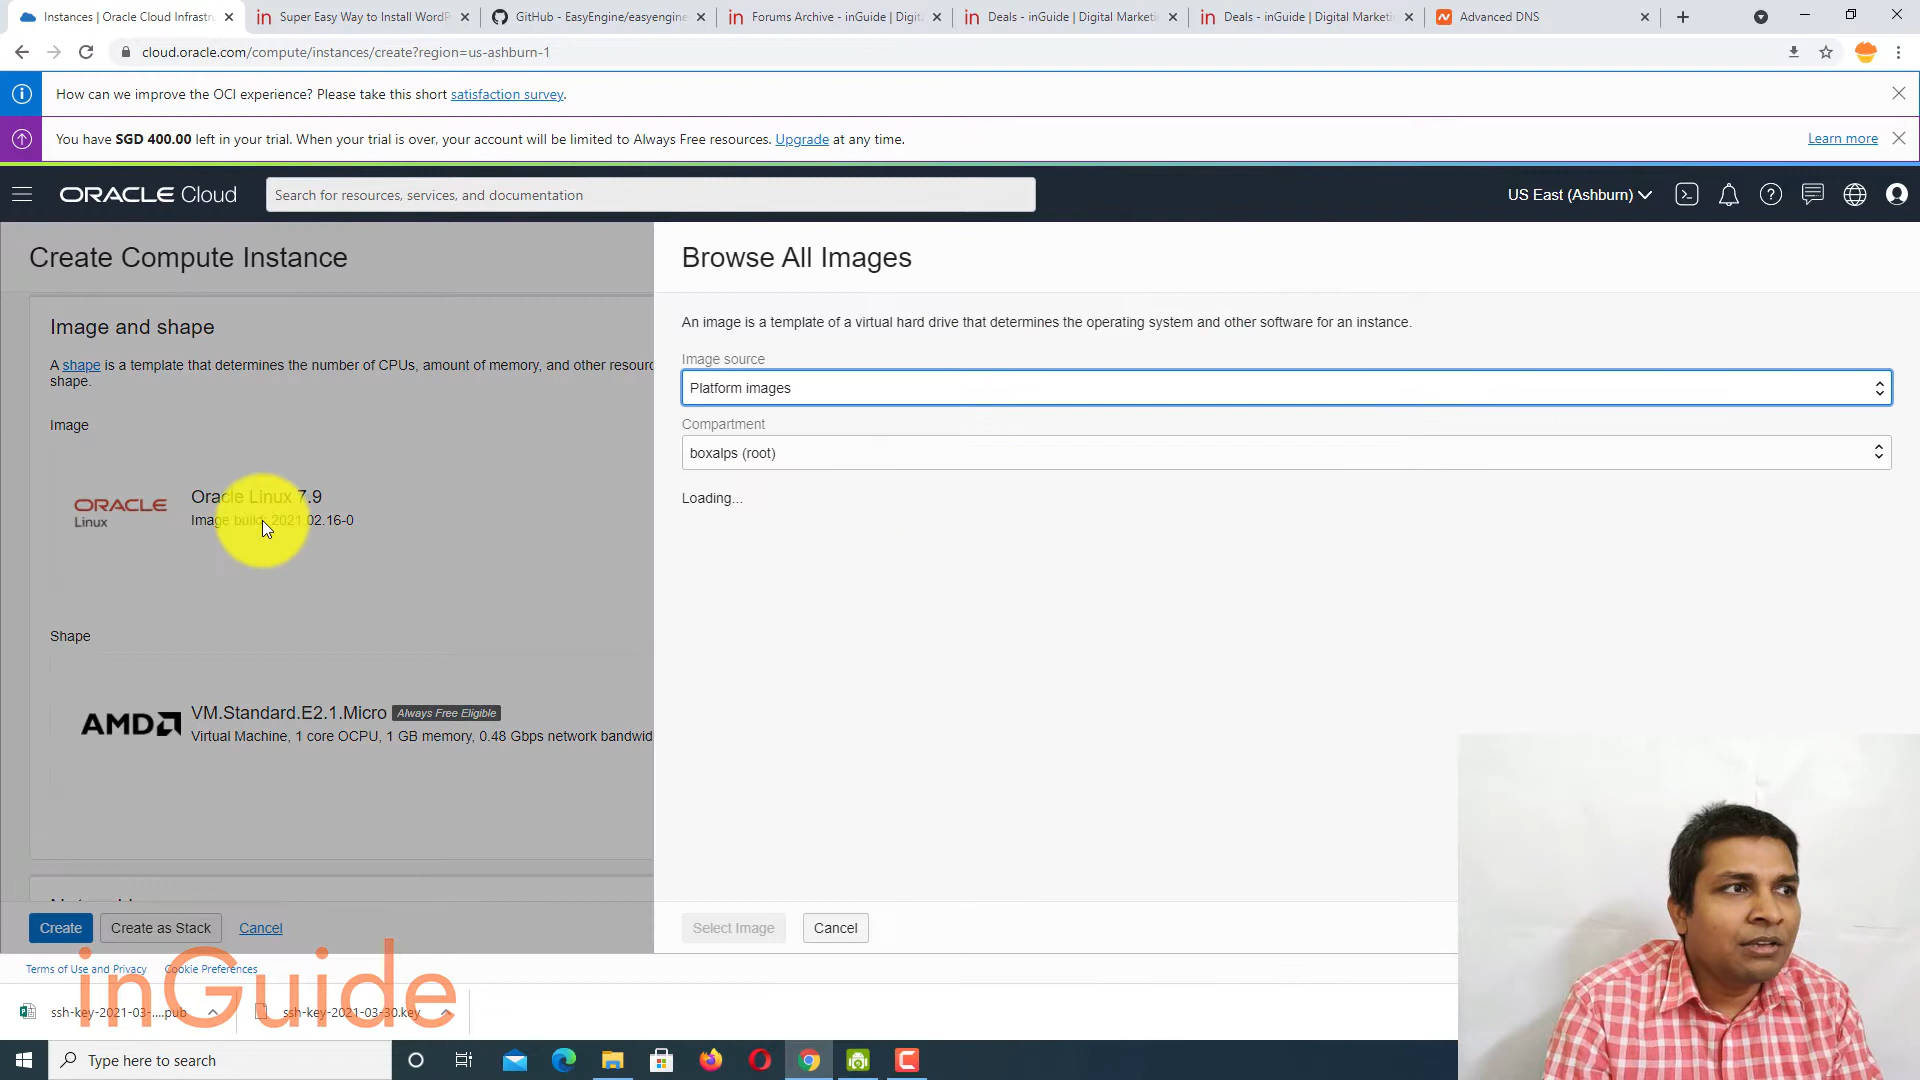 Instances | Oracle Cloud Infrastru
Super Easy Way to Install WordP
GitHub - EasyEngine/easyengine
Forums Archive - inGuide | Digit
Deals - inGuide | Digital Marketi
Deals - inGuide | Digital Marketi
Advanced DNS
cloud.oracle.com/compute/instances/create?region=us-ashburn-1
How can we improve the OCI experience? Please take this short satisfaction survey.
You have SGD 400.00 left in your trial. When your trial is over, your account will be limited to Always Free resources. Upgrade at any time.
Learn more
ORACLE Cloud
Search for resources, services, and documentation
US East (Ashburn)
Create Compute Instance
Browse All Images
Image and shape
A shape is a template that determines the number of CPUs, amount of memory, and other resourc
shape.
An image is a template of a virtual hard drive that determines the operating system and other software for an instance.
Image source
Platform images
Compartment
boxalps (root)
Loading...
Image
ORACLE
Linux
Oracle Linux 7.9
Image build: 2021.02.16-0
Shape
AMD
VM.Standard.E2.1.Micro Always Free Eligible
Virtual Machine, 1 core OCPU, 1 GB memory, 0.48 Gbps network bandwid
Create
Create as Stack
Cancel
Select Image
Cancel
Terms of Use and Privacy
Cookie Preferences
inGuide
ssh-key-2021-03-....pub
ssh-key-2021-03-30.key
Type here to search